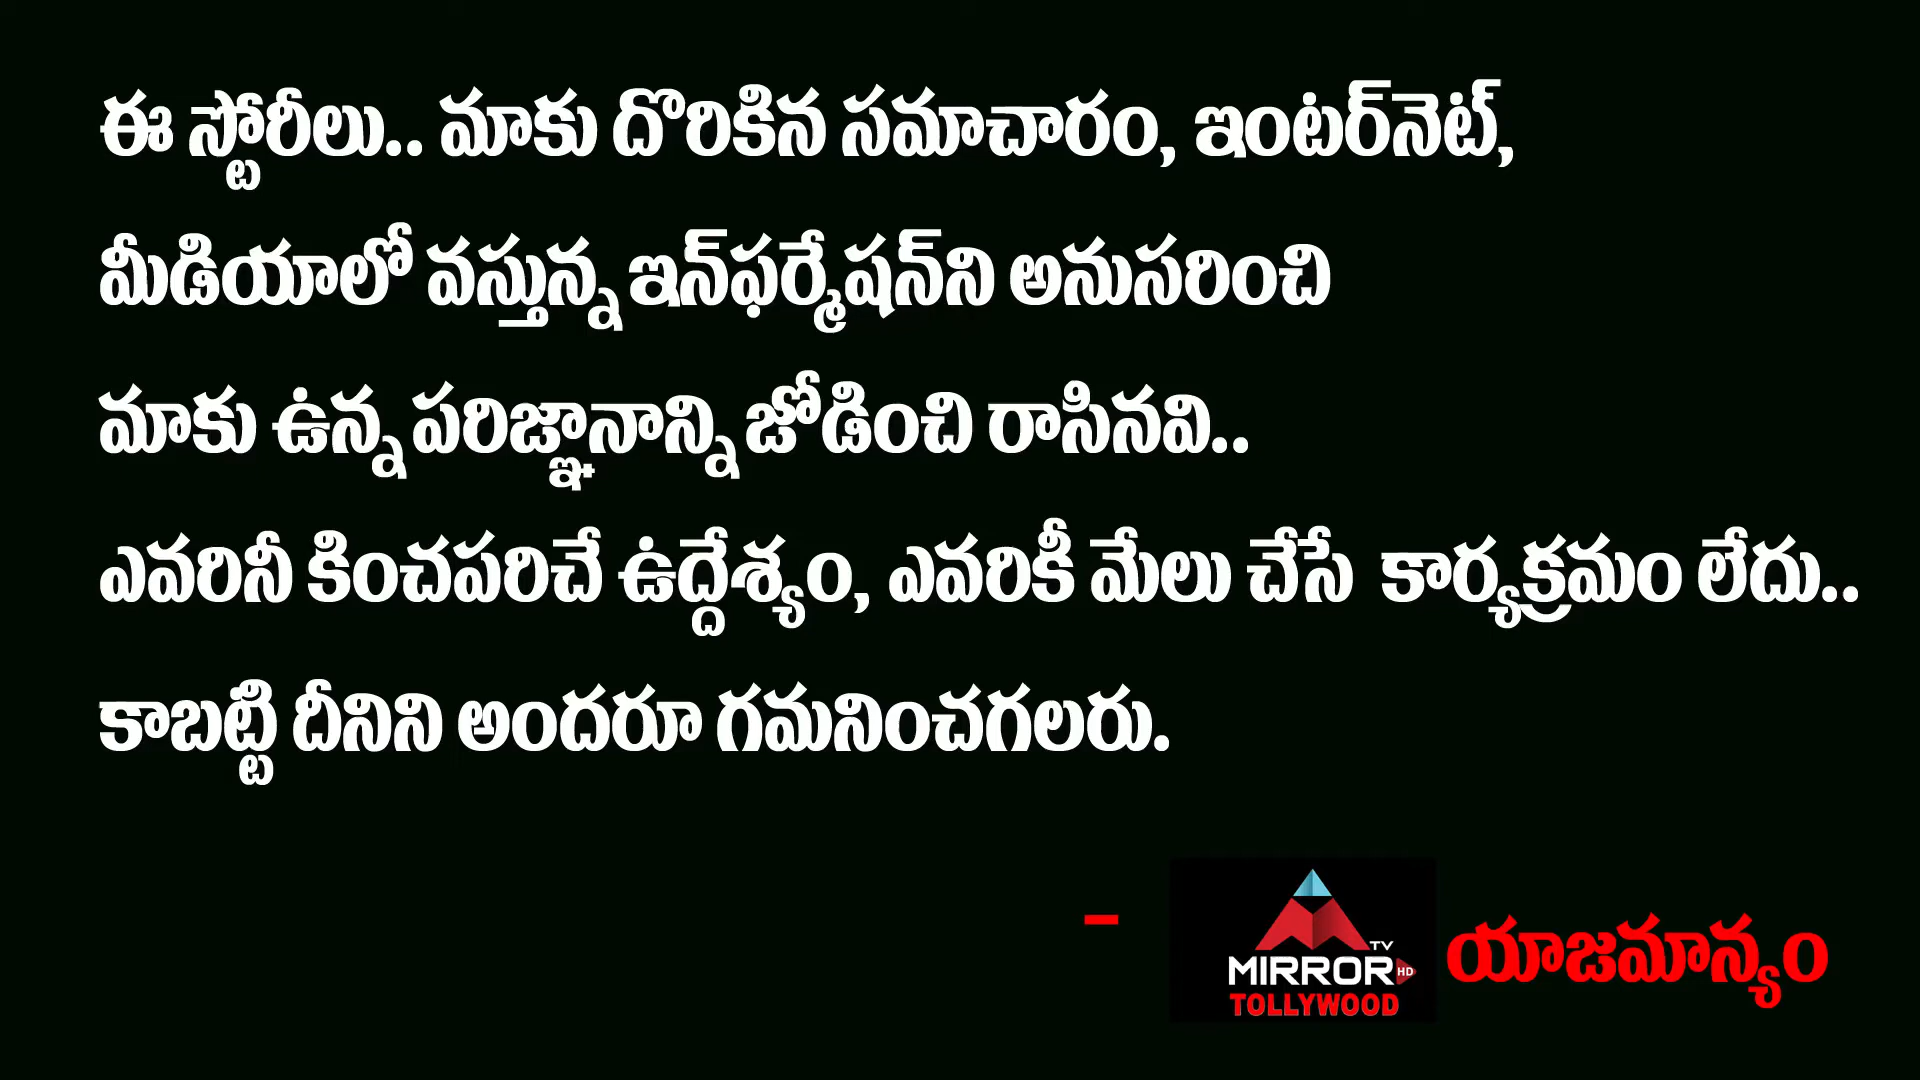 ఈ స్టోరీలు.. మాకు దొరికిన సమాచారం, ఇంటర్‌నెట్,
మీడియాలో వస్తున్న ఇన్‌ఫర్మేషన్‌ని అనుసరించి
మాకు ఉన్న పరిజ్ఞానాన్ని జోడించి రాసినవి..
ఎవరినీ కించపరిచే ఉద్దేశ్యం, ఎవరికీ మేలు చేసే కార్యక్రమం లేదు..
కాబట్టి దీనిని అందరూ గమనించగలరు.
- TV MIRROR HD TOLLYWOOD యాజమాన్యం